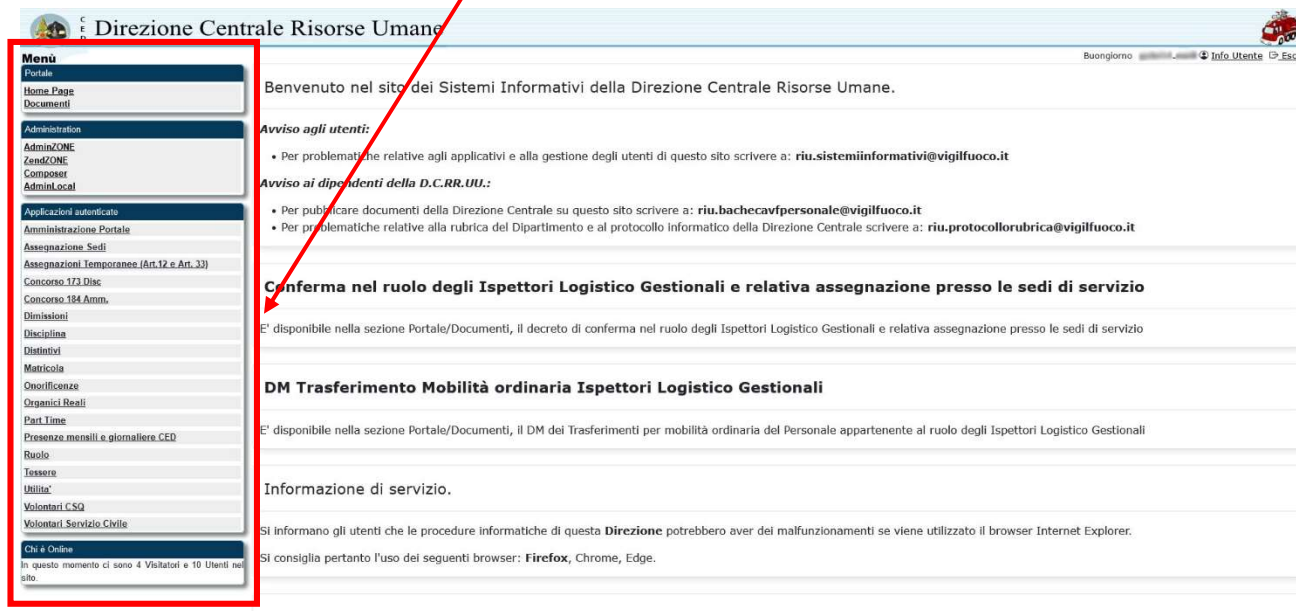 C
E
D
Direzione Centrale Risorse Umane
Buongiorno
Info Utente
Esc
Menù
Portale
Home Page
Documenti
Administration
AdminZONE
ZendZONE
Composer
AdminLocal
Applicazioni autenticate
Amministrazione Portale
Assegnazione Sedi
Assegnazioni Temporanee (Art.12 e Art. 33)
Concorso 173 Disc
Concorso 184 Amm.
Dimissioni
Disciplina
Distintivi
Matricola
Onorificenze
Organici Reali
Part Time
Presenze mensili e giornaliere CED
Ruolo
Tessere
Utilita'
Volontari CSQ
Volontari Servizio Civile
Chi è Online
In questo momento ci sono 4 Visitatori e 10 Utenti nel
sito.
Benvenuto nel sito dei Sistemi Informativi della Direzione Centrale Risorse Umane.
Avviso agli utenti:
• Per problematiche relative agli applicativi e alla gestione degli utenti di questo sito scrivere a: riu.sistemiinformativi@vigilfuoco.it
Avviso ai dipendenti della D.C.RR.UU.:
• Per pubblicare documenti della Direzione Centrale su questo sito scrivere a: riu.bachecavfpersonale@vigilfuoco.it
• Per problematiche relative alla rubrica del Dipartimento e al protocollo informatico della Direzione Centrale scrivere a: riu.protocollorubrica@vigilfuoco.it
Conferma nel ruolo degli Ispettori Logistico Gestionali e relativa assegnazione presso le sedi di servizio
E' disponibile nella sezione Portale/Documenti, il decreto di conferma nel ruolo degli Ispettori Logistico Gestionali e relativa assegnazione presso le sedi di servizio
DM Trasferimento Mobilità ordinaria Ispettori Logistico Gestionali
E' disponibile nella sezione Portale/Documenti, il DM dei Trasferimenti per mobilità ordinaria del Personale appartenente al ruolo degli Ispettori Logistico Gestionali
Informazione di servizio.
Si informano gli utenti che le procedure informatiche di questa Direzione potrebbero aver dei malfunzionamenti se viene utilizzato il browser Internet Explorer.
Si consiglia pertanto l'uso dei seguenti browser: Firefox, Chrome, Edge.